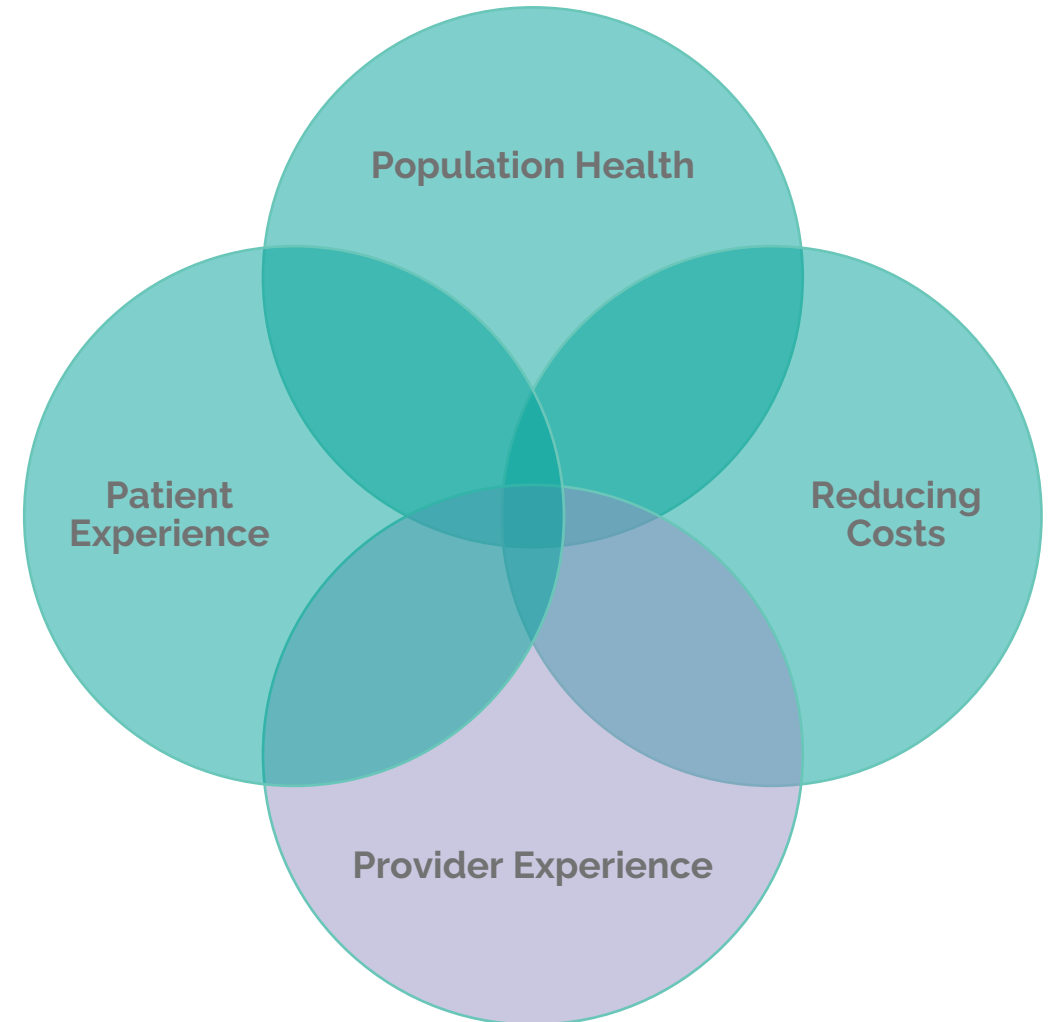 Population Health
Patient
Experience
Reducing
Costs
Provider Experience